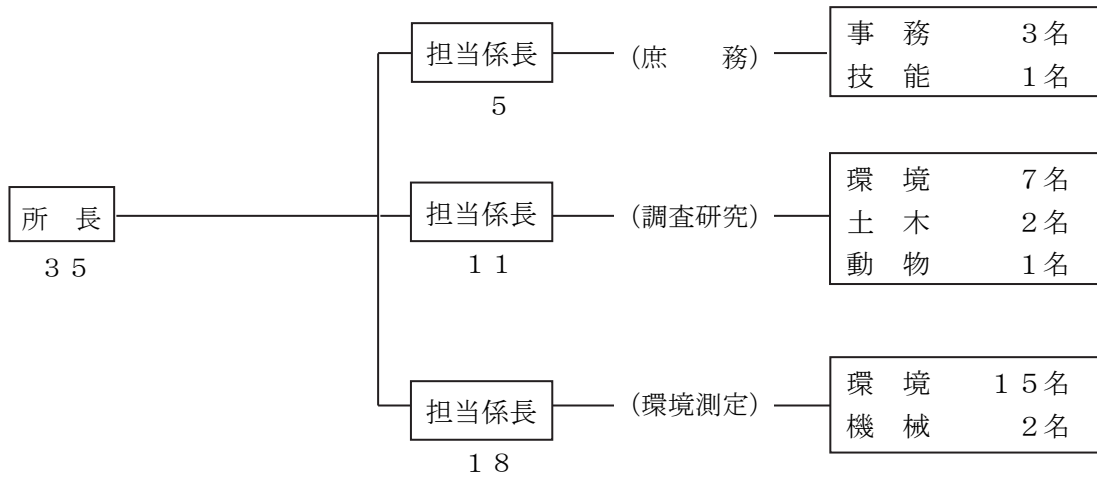 所　長
３５
担当係長
５
(庶　　務)
事　務　　　３名
技　能　　　１名
担当係長
１１
(調査研究)
環　境　　　７名
土　木　　　２名
動　物　　　１名
担当係長
１８
(環境測定)
環　境　　１５名
機　械　　　２名